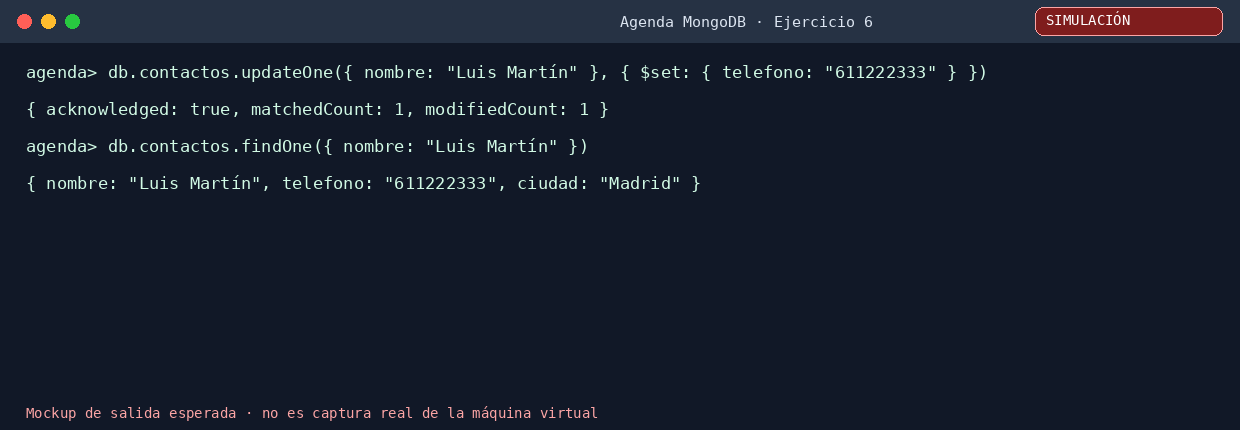 Agenda MongoDB · Ejercicio 6
SIMULACIÓN
agenda> db.contactos.updateOne({ nombre: "Luis Martín" }, { $set: { telefono: "611222333" } })
{ acknowledged: true, matchedCount: 1, modifiedCount: 1 }
agenda> db.contactos.findOne({ nombre: "Luis Martín" })
{ nombre: "Luis Martín", telefono: "611222333", ciudad: "Madrid" }
Mockup de salida esperada · no es captura real de la máquina virtual